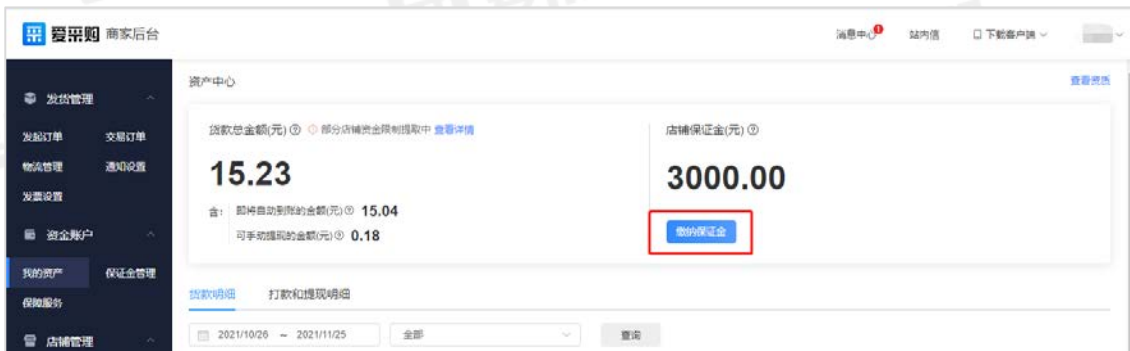 爱采购 商家后台
消息中心
站内信
下载客户端
发货管理
发起订单 交易订单
物流管理 通知设置
发票设置
资金账户
我的资产 保证金管理
保障服务
店铺管理
资产中心
查看资质
货款总金额(元) 部分店铺资金限制提取中 查看详情
15.23
含: 即将自动到账的金额(元) 15.04
可手动提现的金额(元) 0.18
店铺保证金(元)
3000.00
缴纳保证金
货款明细 打款和提现明细
2021/10/26 ~ 2021/11/25 全部 查询